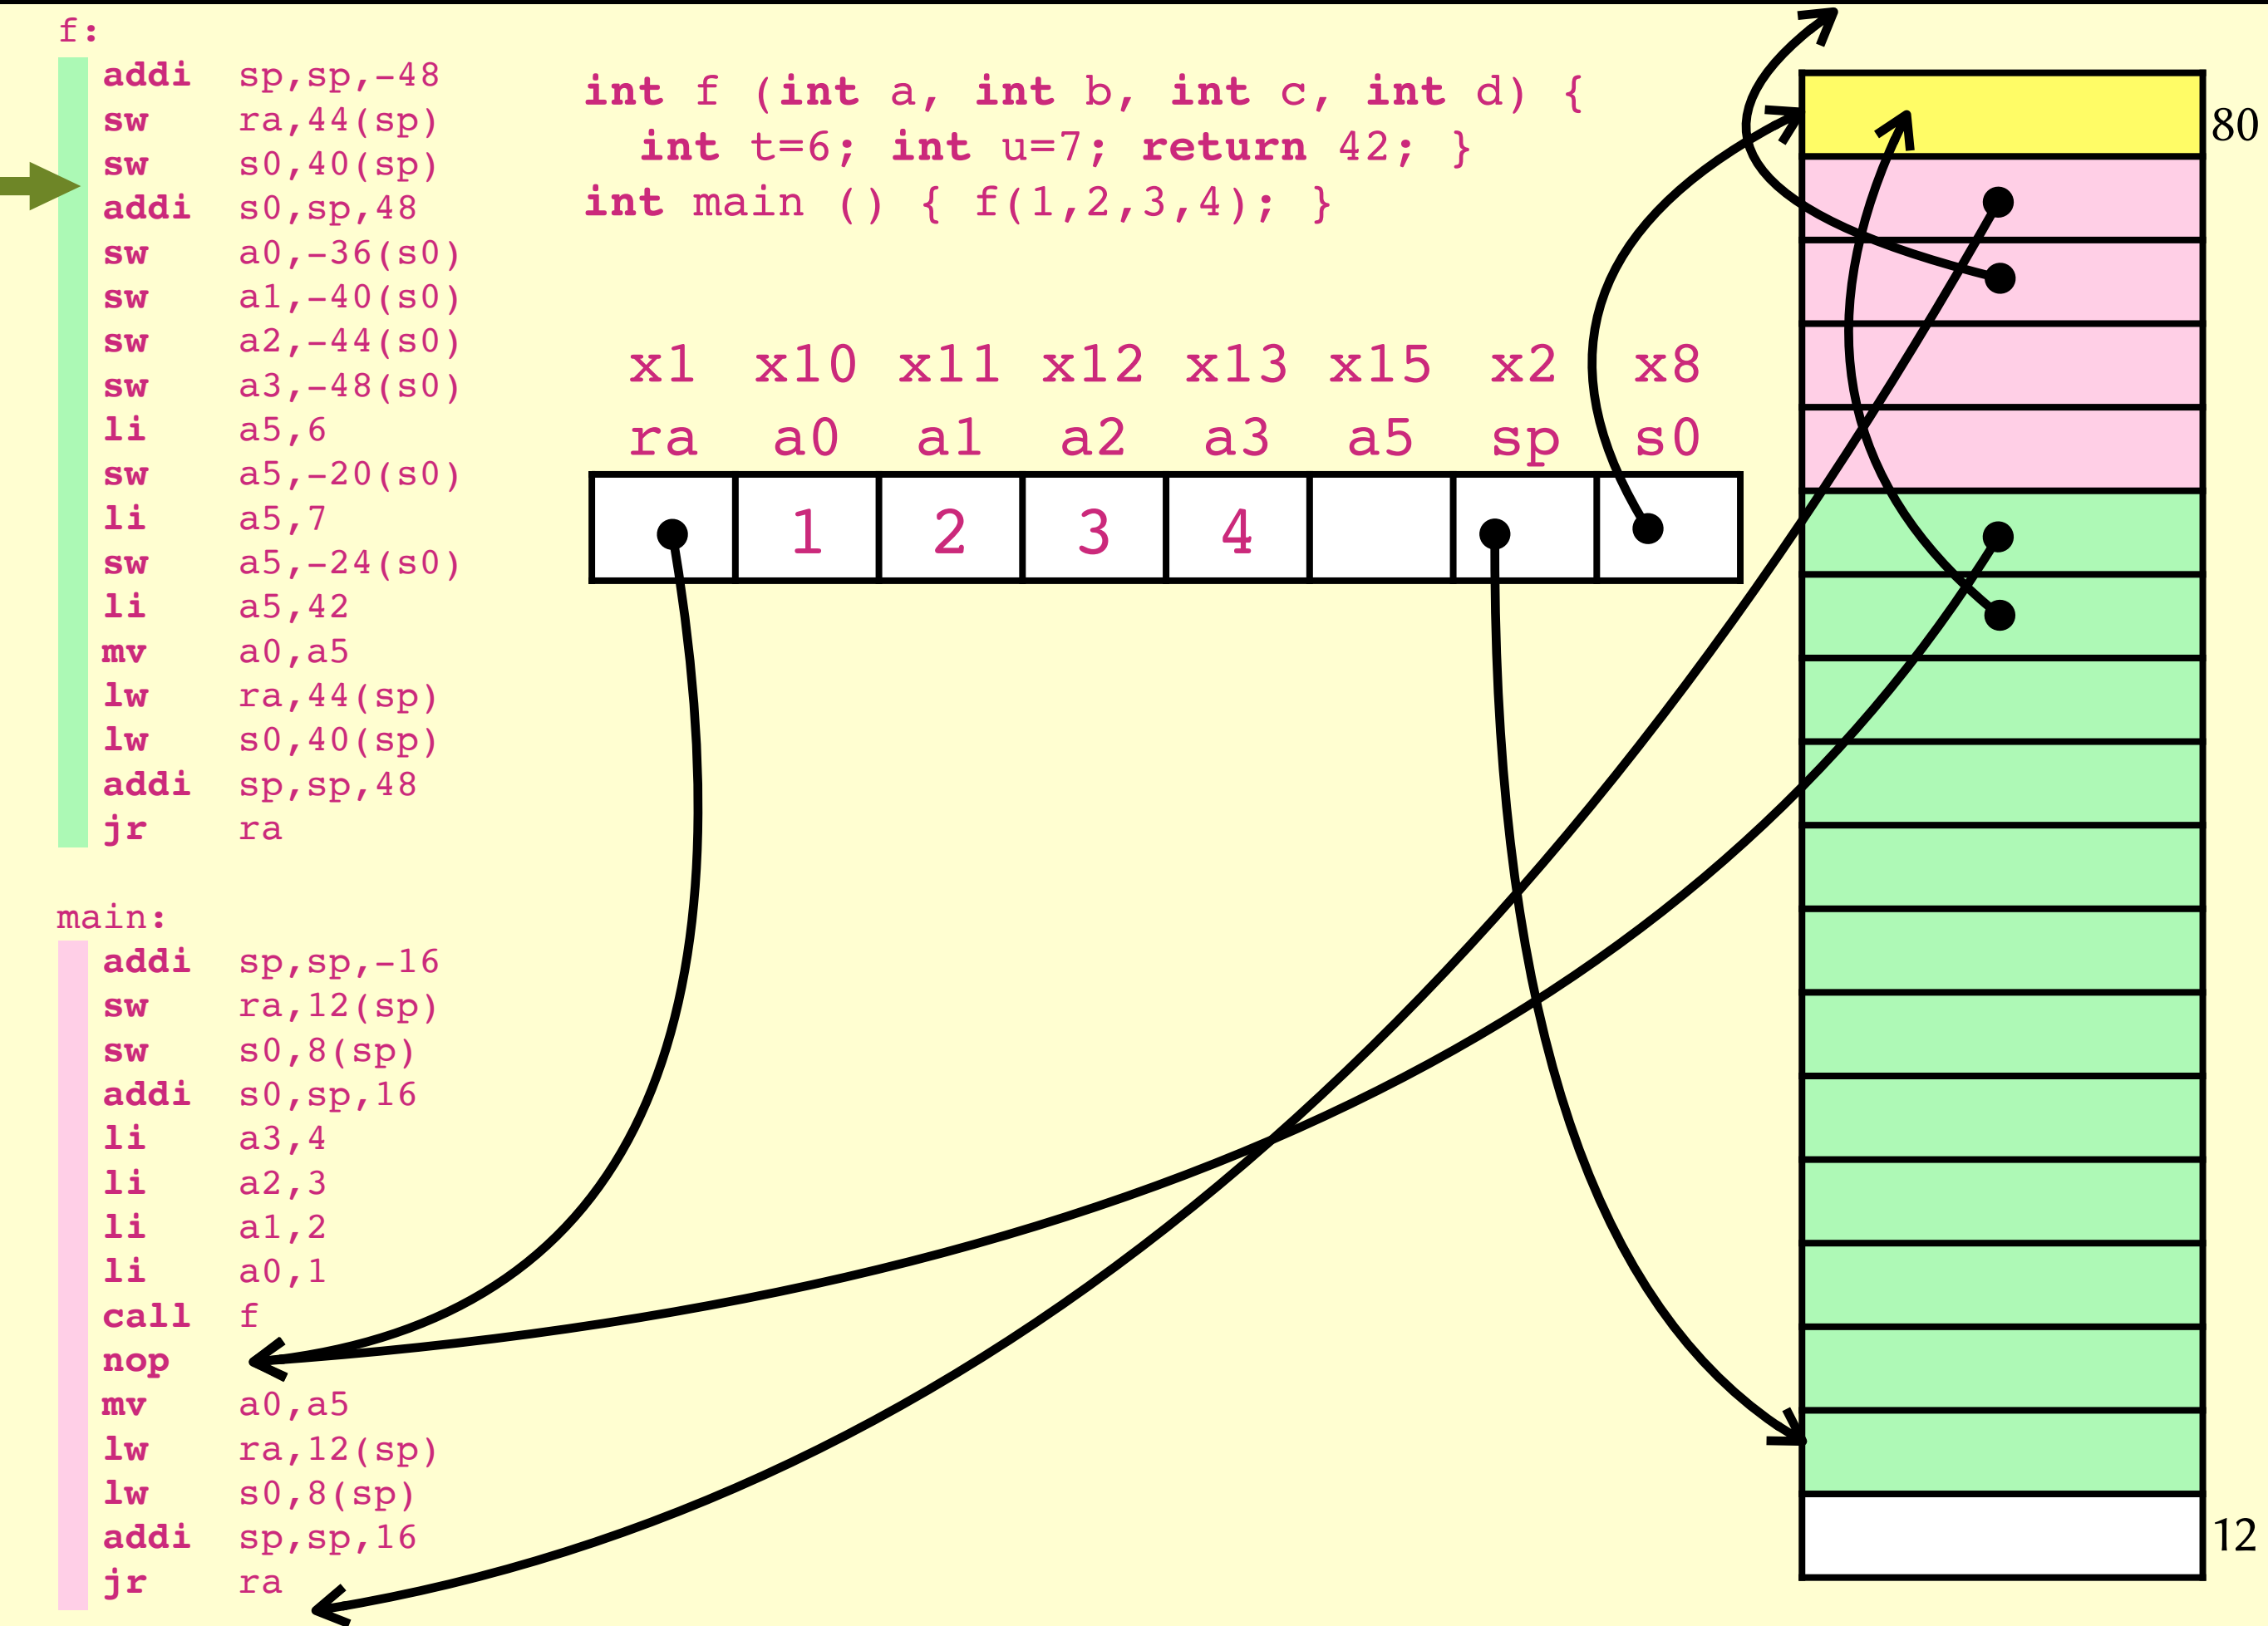 f:
addi sp,sp,-48
sw ra,44(sp)
sw s0,40(sp)
addi s0,sp,48
sw a0,-36(s0)
sw a1,-40(s0)
sw a2,-44(s0)
sw a3,-48(s0)
li a5,6
sw a5,-20(s0)
li a5,7
sw a5,-24(s0)
li a5,42
mv a0,a5
lw ra,44(sp)
lw s0,40(sp)
addi sp,sp,48
jr ra
main:
addi sp,sp,-16
sw ra,12(sp)
sw s0,8(sp)
addi s0,sp,16
li a3,4
li a2,3
li a1,2
li a0,1
call f
nop
mv a0,a5
lw ra,12(sp)
lw s0,8(sp)
addi sp,sp,16
jr ra
int f (int a, int b, int c, int d) {
int t=6; int u=7; return 42; }
int main () { f(1,2,3,4); }
x1 x10 x11 x12 x13 x15 x2 x8
ra a0 a1 a2 a3 a5 sp s0
1 2 3 4
80
12